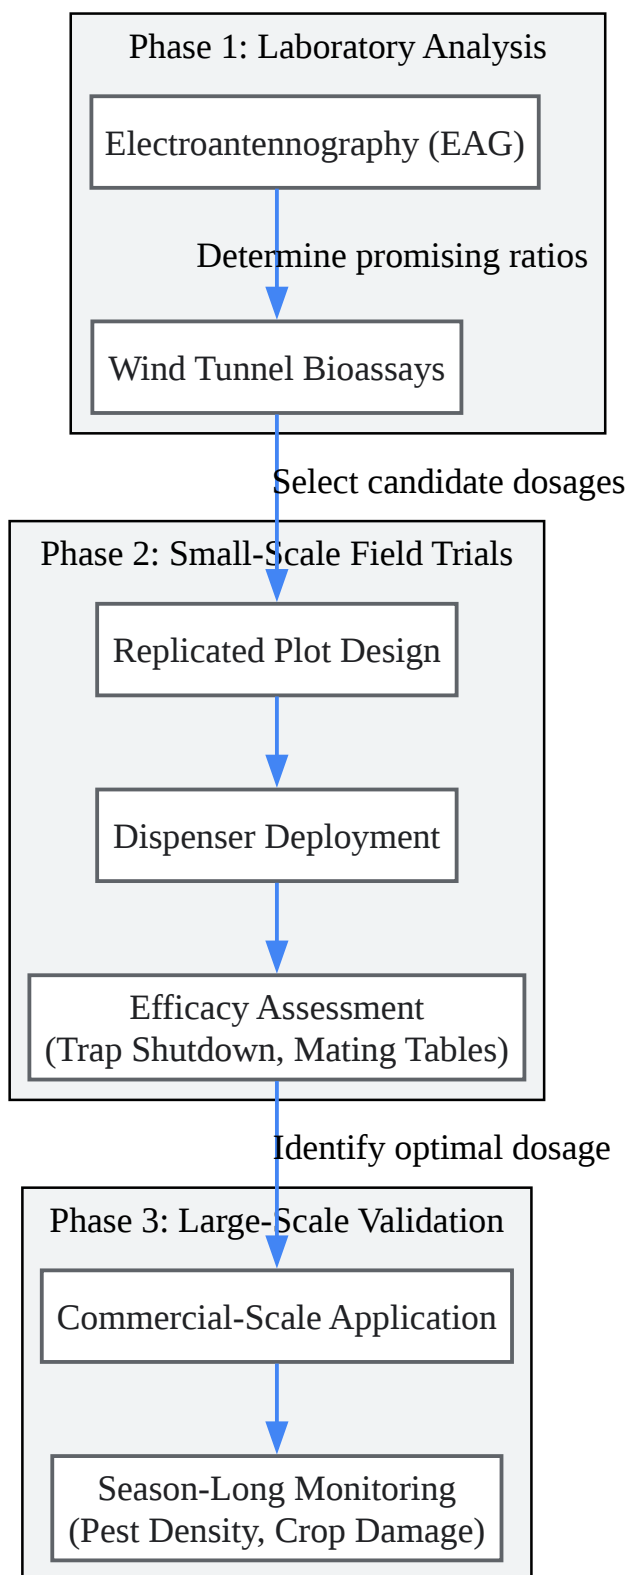 Phase 1: Laboratory Analysis
Electroantennography (EAG)
Determine promising ratios
Wind Tunnel Bioassays
Select candidate dosages
Phase 2: Small-Scale Field Trials
Replicated Plot Design
Dispenser Deployment
Efficacy Assessment
(Trap Shutdown, Mating Tables)
Identify optimal dosage
Phase 3: Large-Scale Validation
Commercial-Scale Application
Season-Long Monitoring
(Pest Density, Crop Damage)